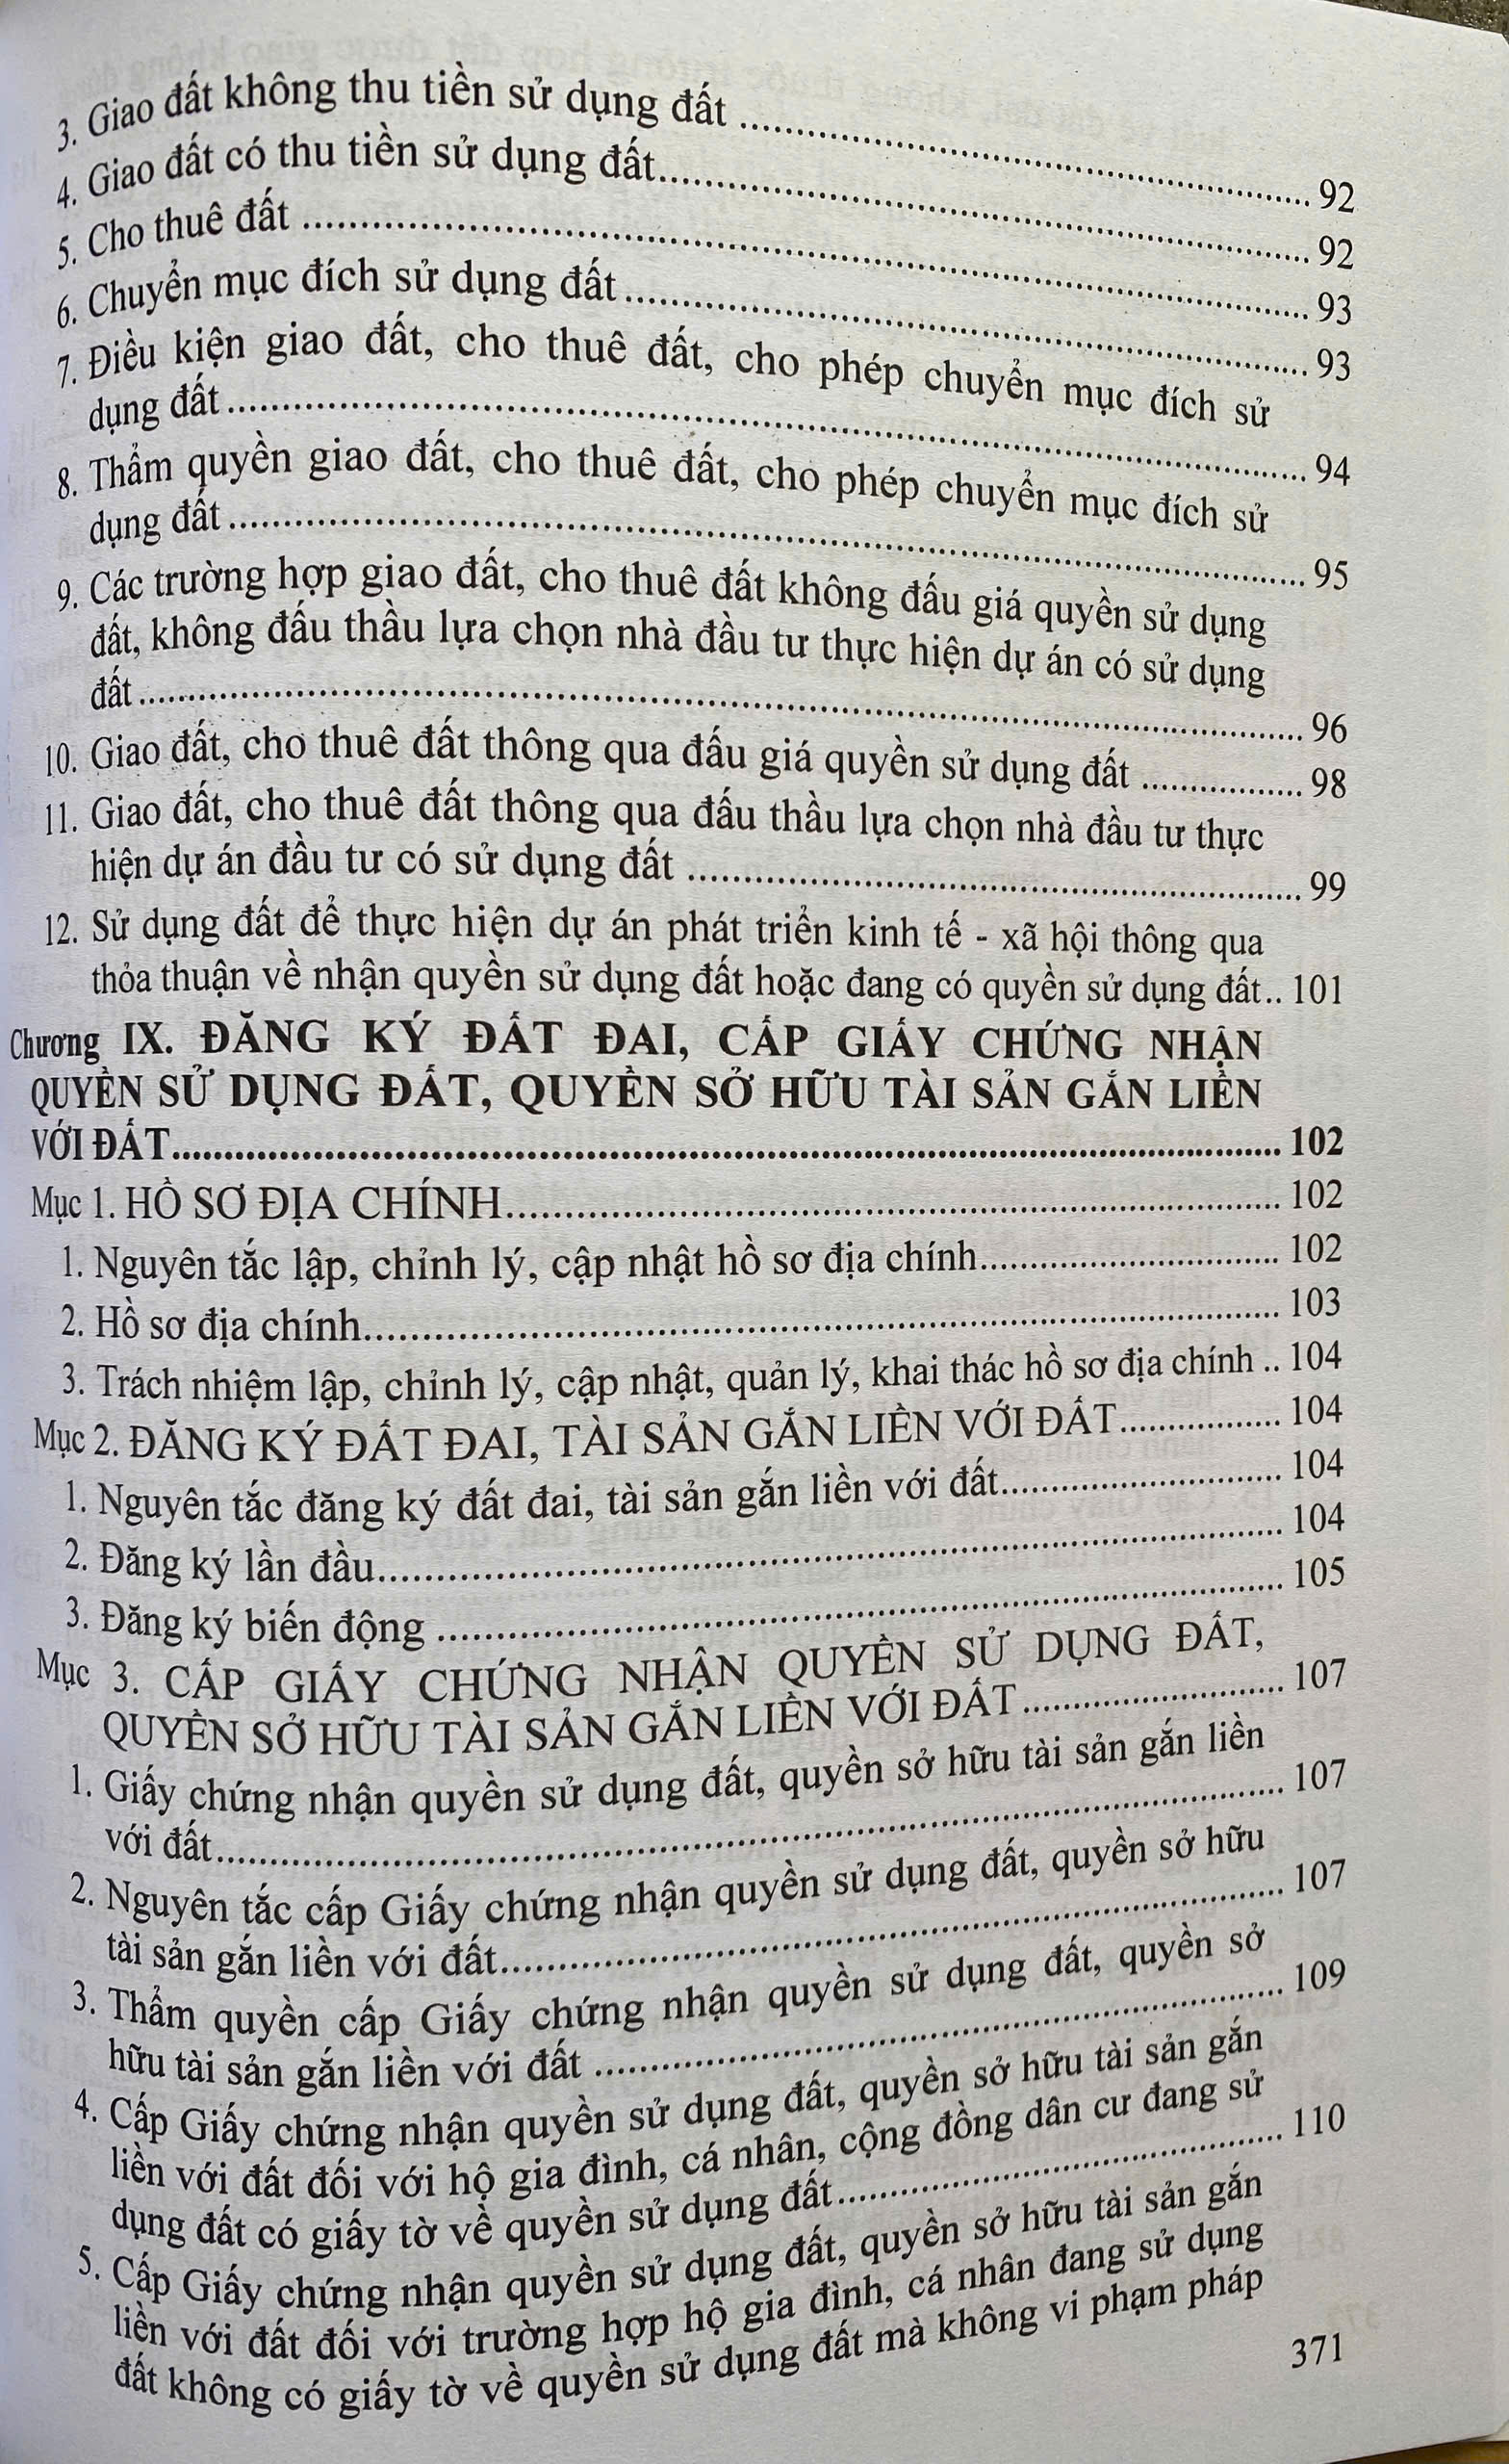 3. Giao đất không thu tiền sử dụng đất .......... 92
4. Giao đất có thu tiền sử dụng đất.......... 92
5. Cho thuê đất .......... 93
6. Chuyển mục đích sử dụng đất.......... 93
7. Điều kiện giao đất, cho thuê đất, cho phép chuyển mục đích sử
dụng đất.......... 94
8. Thẩm quyền giao đất, cho thuê đất, cho phép chuyển mục đích sử
dụng đất.......... 95
9. Các trường hợp giao đất, cho thuê đất không đấu giá quyền sử dụng
đất, không đấu thầu lựa chọn nhà đầu tư thực hiện dự án có sử dụng
đất.......... 96
10. Giao đất, cho thuê đất thông qua đấu giá quyền sử dụng đất .......... 98
11. Giao đất, cho thuê đất thông qua đấu thầu lựa chọn nhà đầu tư thực
hiện dự án đầu tư có sử dụng đất .......... 99
12. Sử dụng đất để thực hiện dự án phát triển kinh tế - xã hội thông qua
thỏa thuận về nhận quyền sử dụng đất hoặc đang có quyền sử dụng đất.. 101
Chương IX. ĐĂNG KÝ ĐẤT ĐAI, CẤP GIẤY CHỨNG NHẬN
QUYỀN SỬ DỤNG ĐẤT, QUYỀN SỞ HỮU TÀI SẢN GẮN LIỀN
VỚI ĐẤT.......... 102
Mục 1. HỒ SƠ ĐỊA CHÍNH.......... 102
1. Nguyên tắc lập, chỉnh lý, cập nhật hồ sơ địa chính.......... 102
2. Hồ sơ địa chính.......... 103
3. Trách nhiệm lập, chỉnh lý, cập nhật, quản lý, khai thác hồ sơ địa chính .. 104
Mục 2. ĐĂNG KÝ ĐẤT ĐAI, TÀI SẢN GẮN LIỀN VỚI ĐẤT.......... 104
1. Nguyên tắc đăng ký đất đai, tài sản gắn liền với đất.......... 104
2. Đăng ký lần đầu.......... 104
3. Đăng ký biến động .......... 105
Mục 3. CẤP GIẤY CHỨNG NHẬN QUYỀN SỬ DỤNG ĐẤT,
QUYỀN SỞ HỮU TÀI SẢN GẮN LIỀN VỚI ĐẤT.......... 107
1. Giấy chứng nhận quyền sử dụng đất, quyền sở hữu tài sản gắn liền
với đất.......... 107
2. Nguyên tắc cấp Giấy chứng nhận quyền sử dụng đất, quyền sở hữu
tài sản gắn liền với đất.......... 107
3. Thẩm quyền cấp Giấy chứng nhận quyền sử dụng đất, quyền sở
hữu tài sản gắn liền với đất .......... 109
4. Cấp Giấy chứng nhận quyền sử dụng đất, quyền sở hữu tài sản gắn
liền với đất đối với hộ gia đình, cá nhân, cộng đồng dân cư đang sử
dụng đất có giấy tờ về quyền sử dụng đất.......... 110
5. Cấp Giấy chứng nhận quyền sử dụng đất, quyền sở hữu tài sản gắn
liền với đất đối với trường hợp hộ gia đình, cá nhân đang sử dụng
đất không có giấy tờ về quyền sử dụng đất mà không vi phạm pháp
371